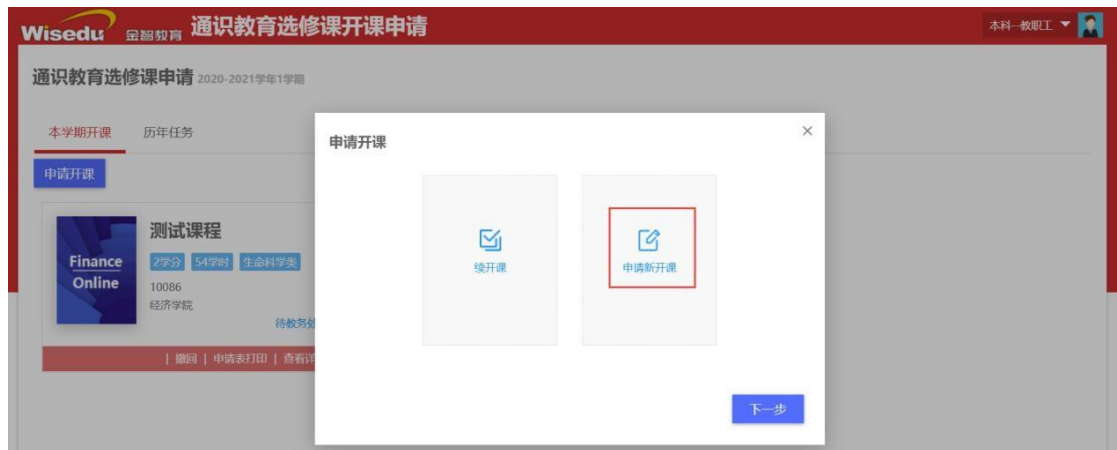 Wisedu 金智教育 通识教育选修课开课申请 本科--教职工
通识教育选修课申请 2020-2021学年1学期
本学期开课 历年任务
申请开课
Finance
Online
测试课程
2学分 54学时 生命科学类
10086
经济学院
待教务处
| 撤回 | 申请表打印 | 查看详
申请开课
续开课
申请新开课
下一步